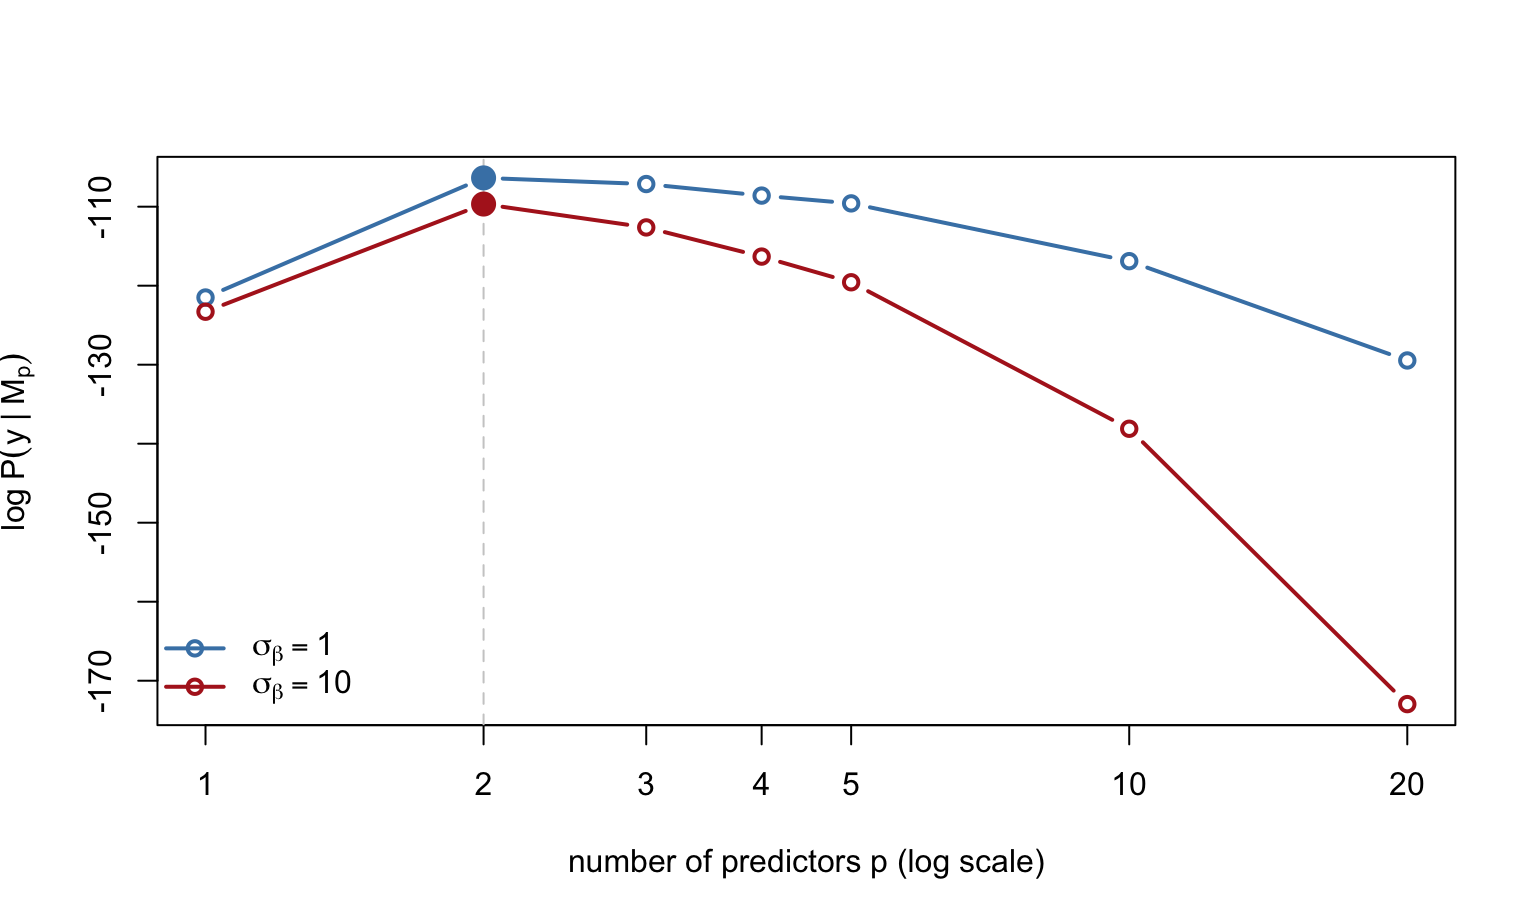 log P(y | Mp)
-110
-130
-150
-170
σβ = 1
σβ = 10
1 2 3 4 5 10 20
number of predictors p (log scale)